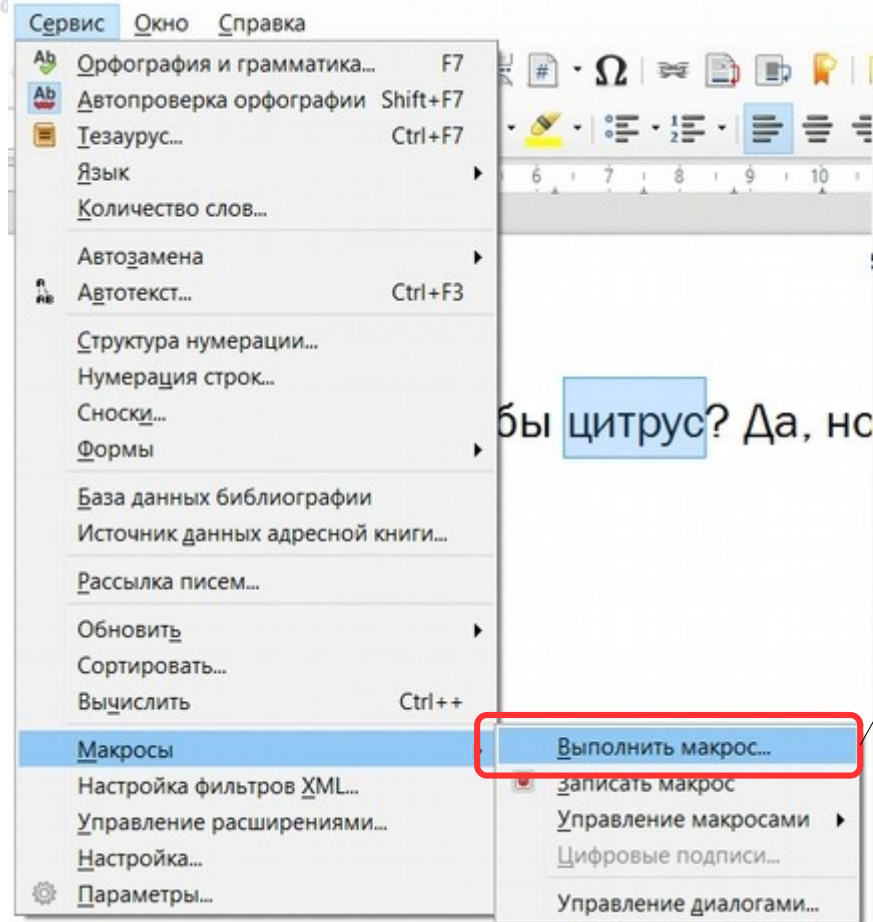 Сервис Окно Справка
Орфография и грамматика... F7
Автопроверка орфографии Shift+F7
Тезаурус... Ctrl+F7
Язык
Количество слов...
Автозамена
Автотекст... Ctrl+F3
Структура нумерации...
Нумерация строк...
Сноски...
Формы
База данных библиографии
Источник данных адресной книги...
Рассылка писем...
Обновить
Сортировать...
Вычислить Ctrl++
Макросы
Настройка фильтров XML...
Управление расширениями...
Настройка...
Параметры...
6 7 8 9 10
бы цитрус? Да, но
Выполнить макрос...
Записать макрос
Управление макросами
Цифровые подписи...
Управление диалогами...